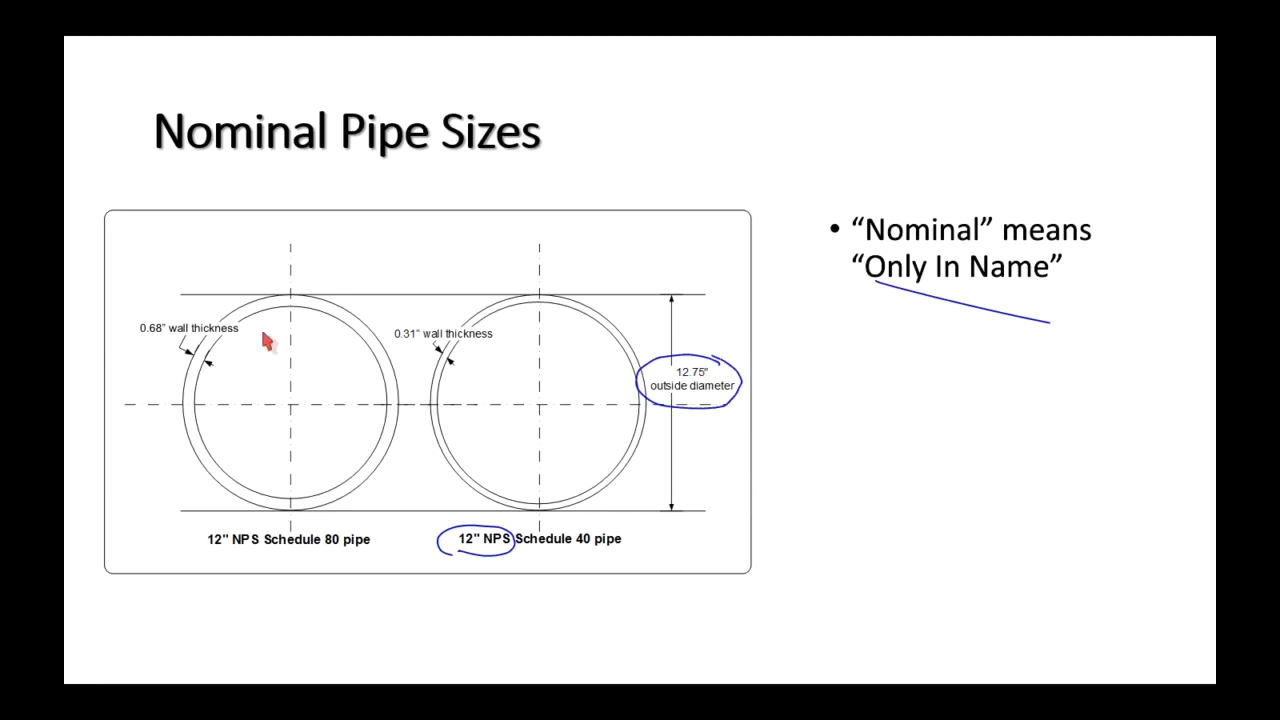 Nominal Pipe Sizes
• “Nominal” means
“Only In Name”
0.68” wall thickness
0.31” wall thickness
12.75"
outside diameter
12" NPS Schedule 80 pipe
12" NPS Schedule 40 pipe